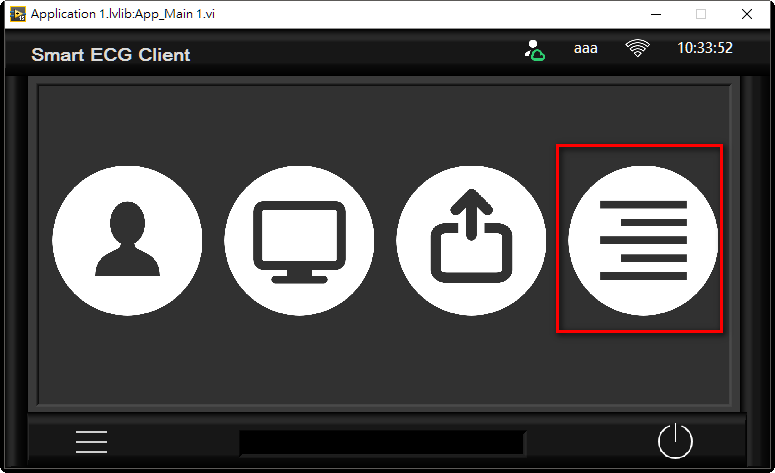 Application 1.lvlib:App_Main 1.vi
Smart ECG Client
aaa
10:33:52